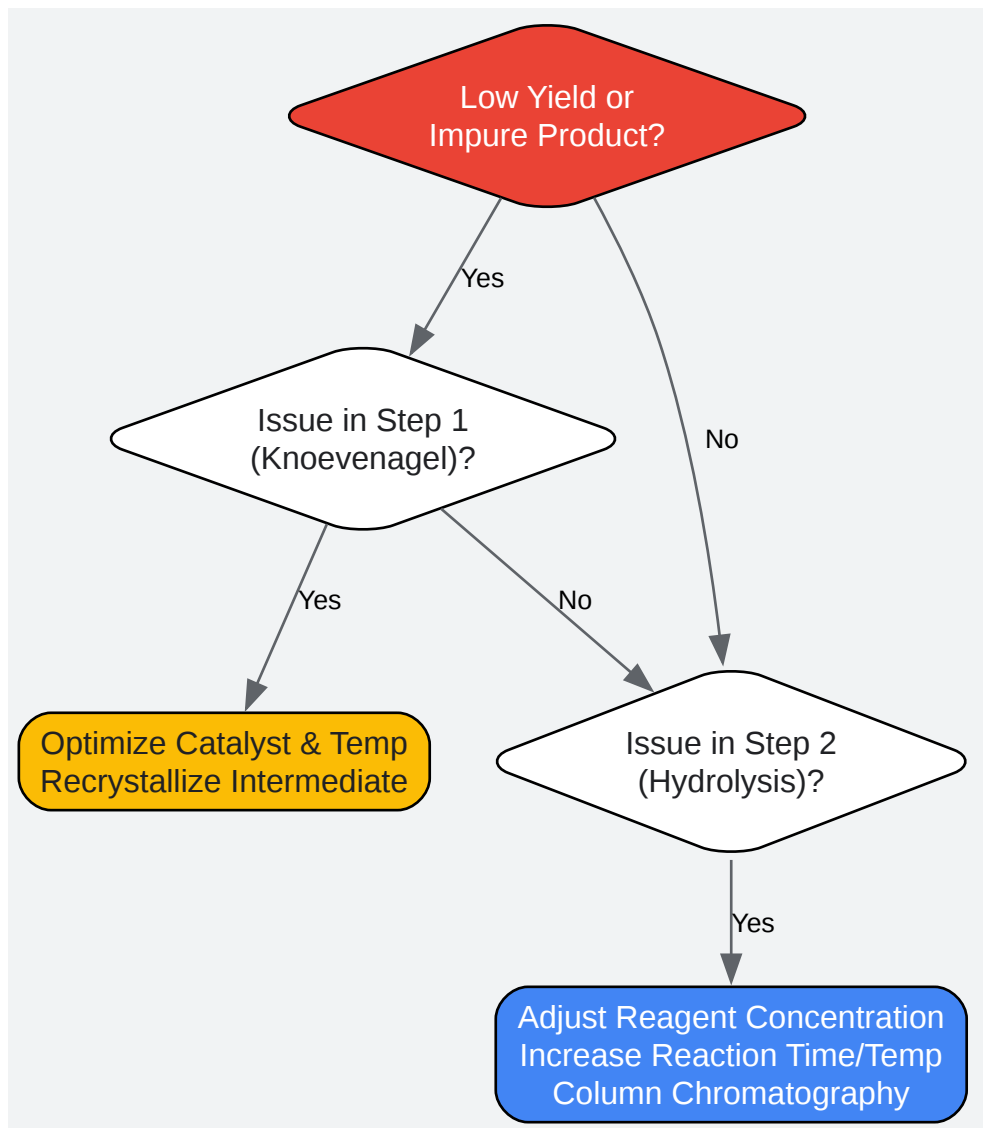 Low Yield or
Impure Product?
Yes
No
Issue in Step 1
(Knoevenagel)?
Yes
No
Optimize Catalyst & Temp
Recrystallize Intermediate
Issue in Step 2
(Hydrolysis)?
Yes
Adjust Reagent Concentration
Increase Reaction Time/Temp
Column Chromatography